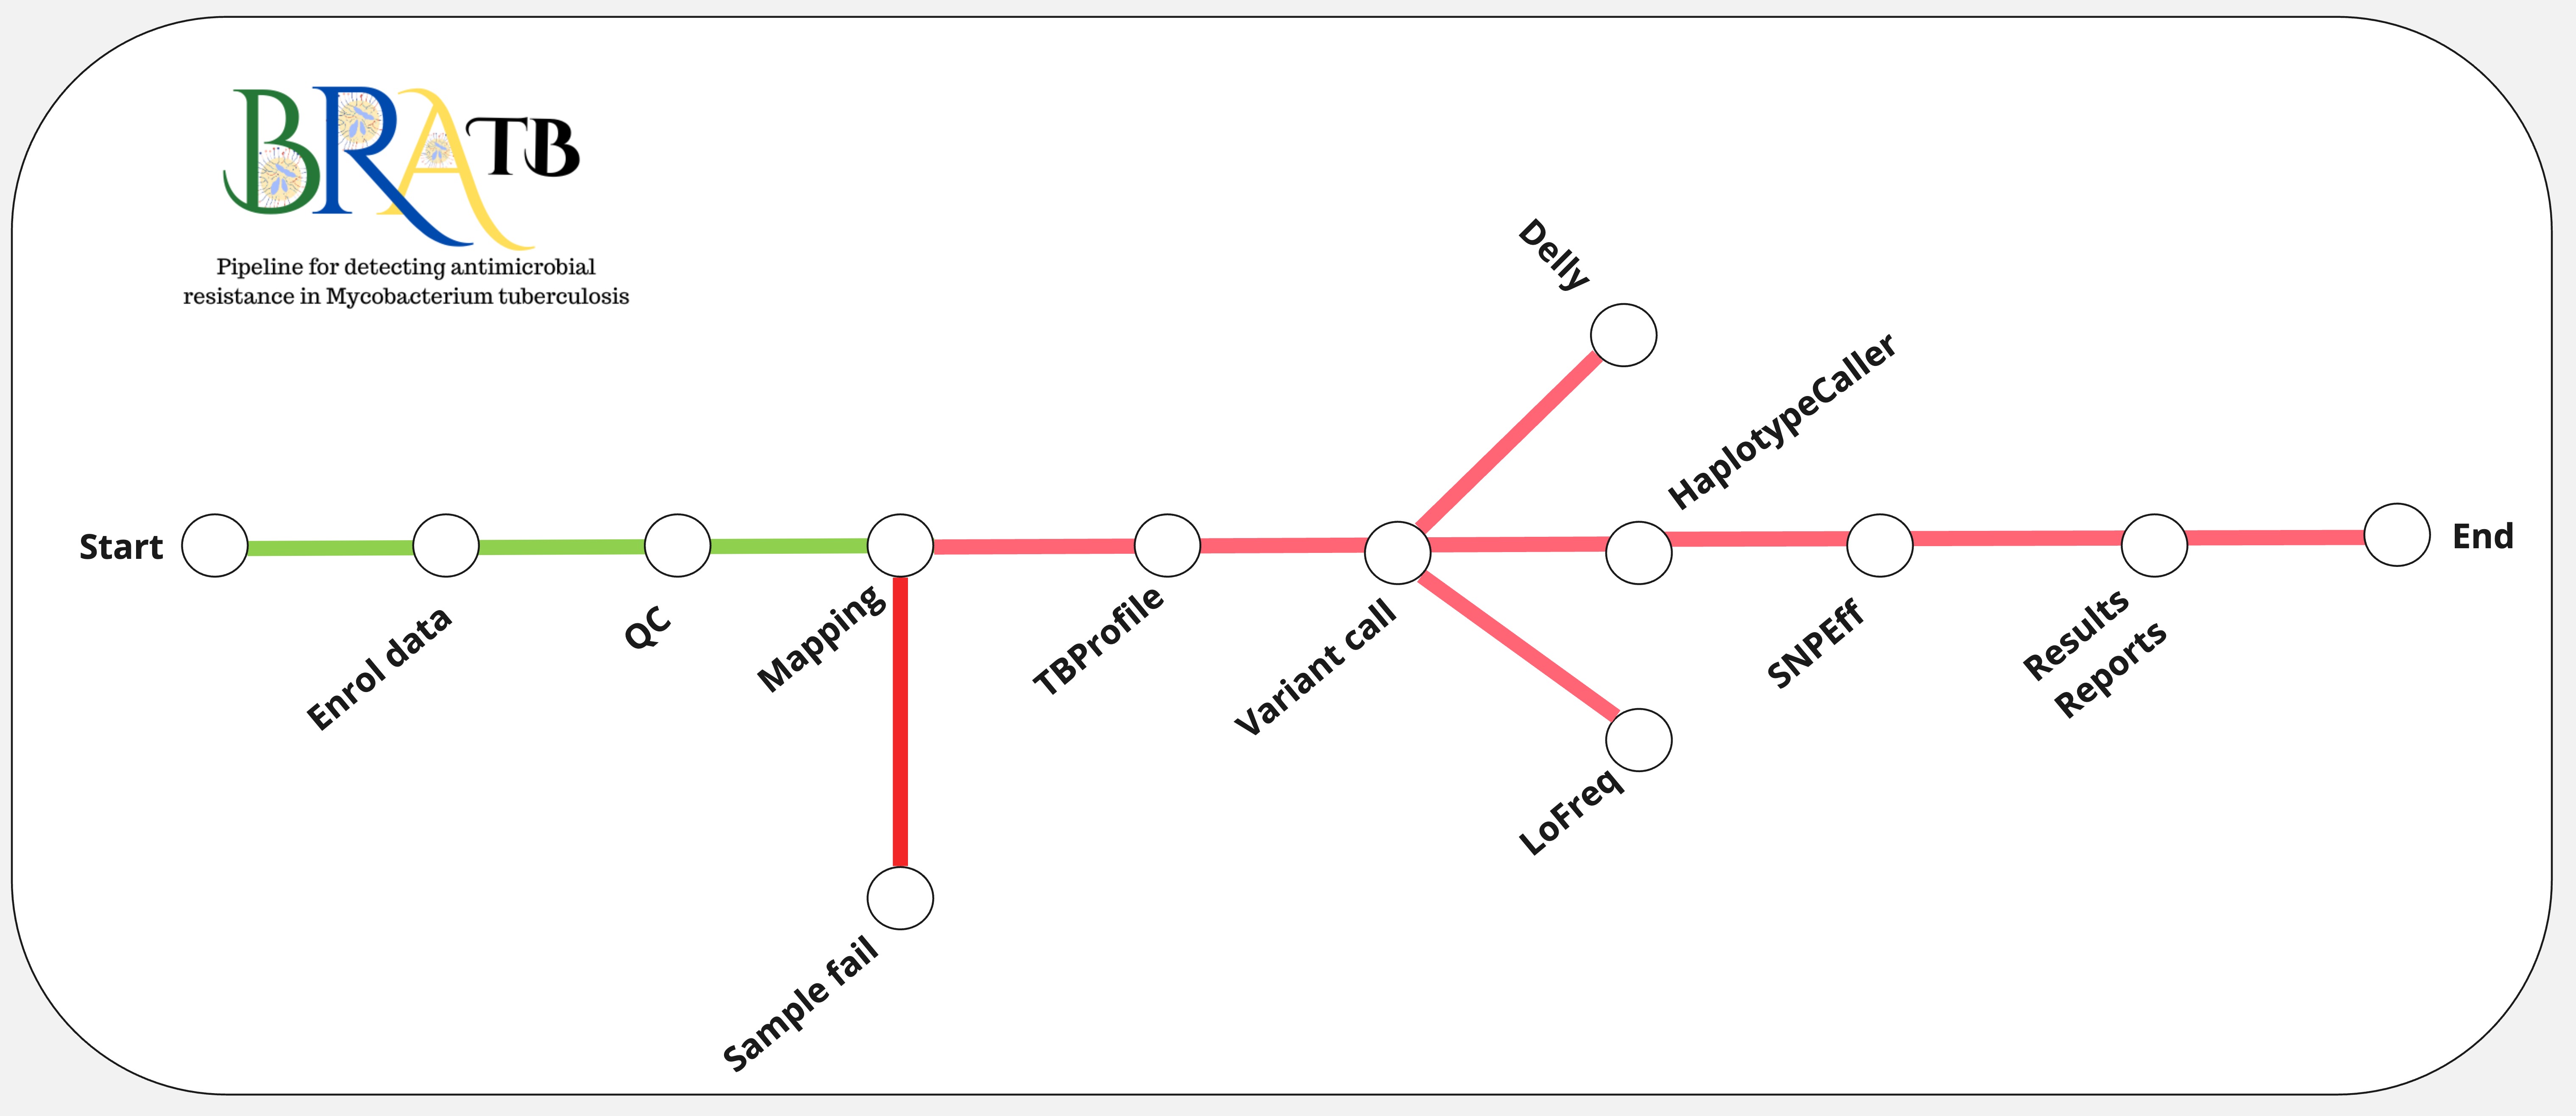 BRATB
Pipeline for detecting antimicrobial
resistance in Mycobacterium tuberculosis
Delly
HaplotypeCaller
Start
End
Enrol data
QC
Mapping
TBProfile
Variant call
SNPEff
Results
Reports
LoFreq
Sample fail